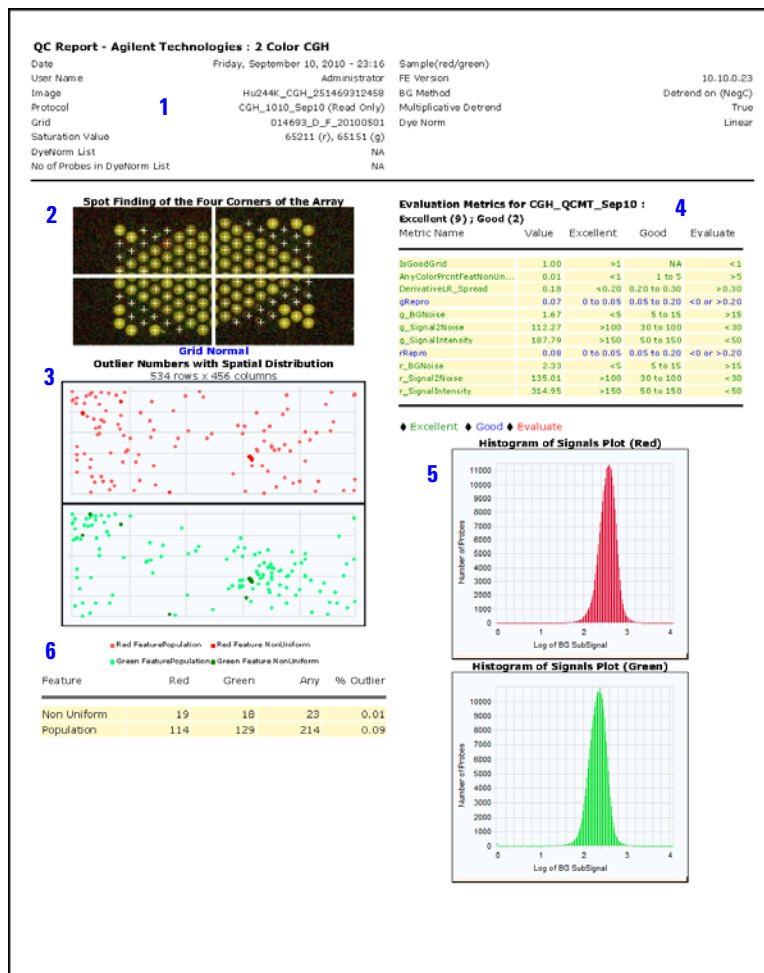 QC Report - Agilent Technologies : 2 Color CGH
Date Friday, September 10, 2010 - 23:16 Sample(red/green)
User Name Administrator FE Version 10.10.0.23
Image Hu244K_CGH_251469312458 BG Method Detrend on (NegC)
Protocol CGH_1010_Sep10 (Read Only) Multiplicative Detrend True
Grid 014693_D_F_20100501 Dye Norm Linear
Saturation Value 65211 (r), 65151 (g)
DyeNorm List NA
No of Probes in DyeNorm List NA
1
2
Spot Finding of the Four Corners of the Array
Grid Normal
3
Outlier Numbers with Spatial Distribution
534 rows x 456 columns
Red FeaturePopulation Red Feature NonUniform
Green FeaturePopulation Green Feature NonUniform
6
Feature Red Green Any % Outlier
Non Uniform 19 18 23 0.01
Population 114 129 214 0.09
4
Evaluation Metrics for CGH_QCMT_Sep10 :
Excellent (9) ; Good (2)
Metric Name Value Excellent Good Evaluate
IsGoodGrid 1.00 >1 NA <1
AnyColorPrcntFeatNonUn... 0.01 <1 1 to 5 >5
DerivativeLR_Spread 0.18 <0.20 0.20 to 0.30 >0.30
gRepro 0.07 0 to 0.05 0.05 to 0.20 <0 or >0.20
g_BGNoise 1.67 <5 5 to 15 >15
g_Signal2Noise 112.27 >100 30 to 100 <30
g_SignalIntensity 187.79 >150 50 to 150 <50
rRepro 0.08 0 to 0.05 0.05 to 0.20 <0 or >0.20
r_BGNoise 2.33 <5 5 to 15 >15
r_Signal2Noise 135.01 >100 30 to 100 <30
r_SignalIntensity 314.95 >150 50 to 150 <50
♦ Excellent ♦ Good ♦ Evaluate
5
Histogram of Signals Plot (Red)
Number of Probes
11000
10000
9000
8000
7000
6000
5000
4000
3000
2000
1000
0
0 1 2 3 4
Log of BG SubSignal
Histogram of Signals Plot (Green)
Number of Probes
10000
9000
8000
7000
6000
5000
4000
3000
2000
1000
0
0 1 2 3 4
Log of BG SubSignal